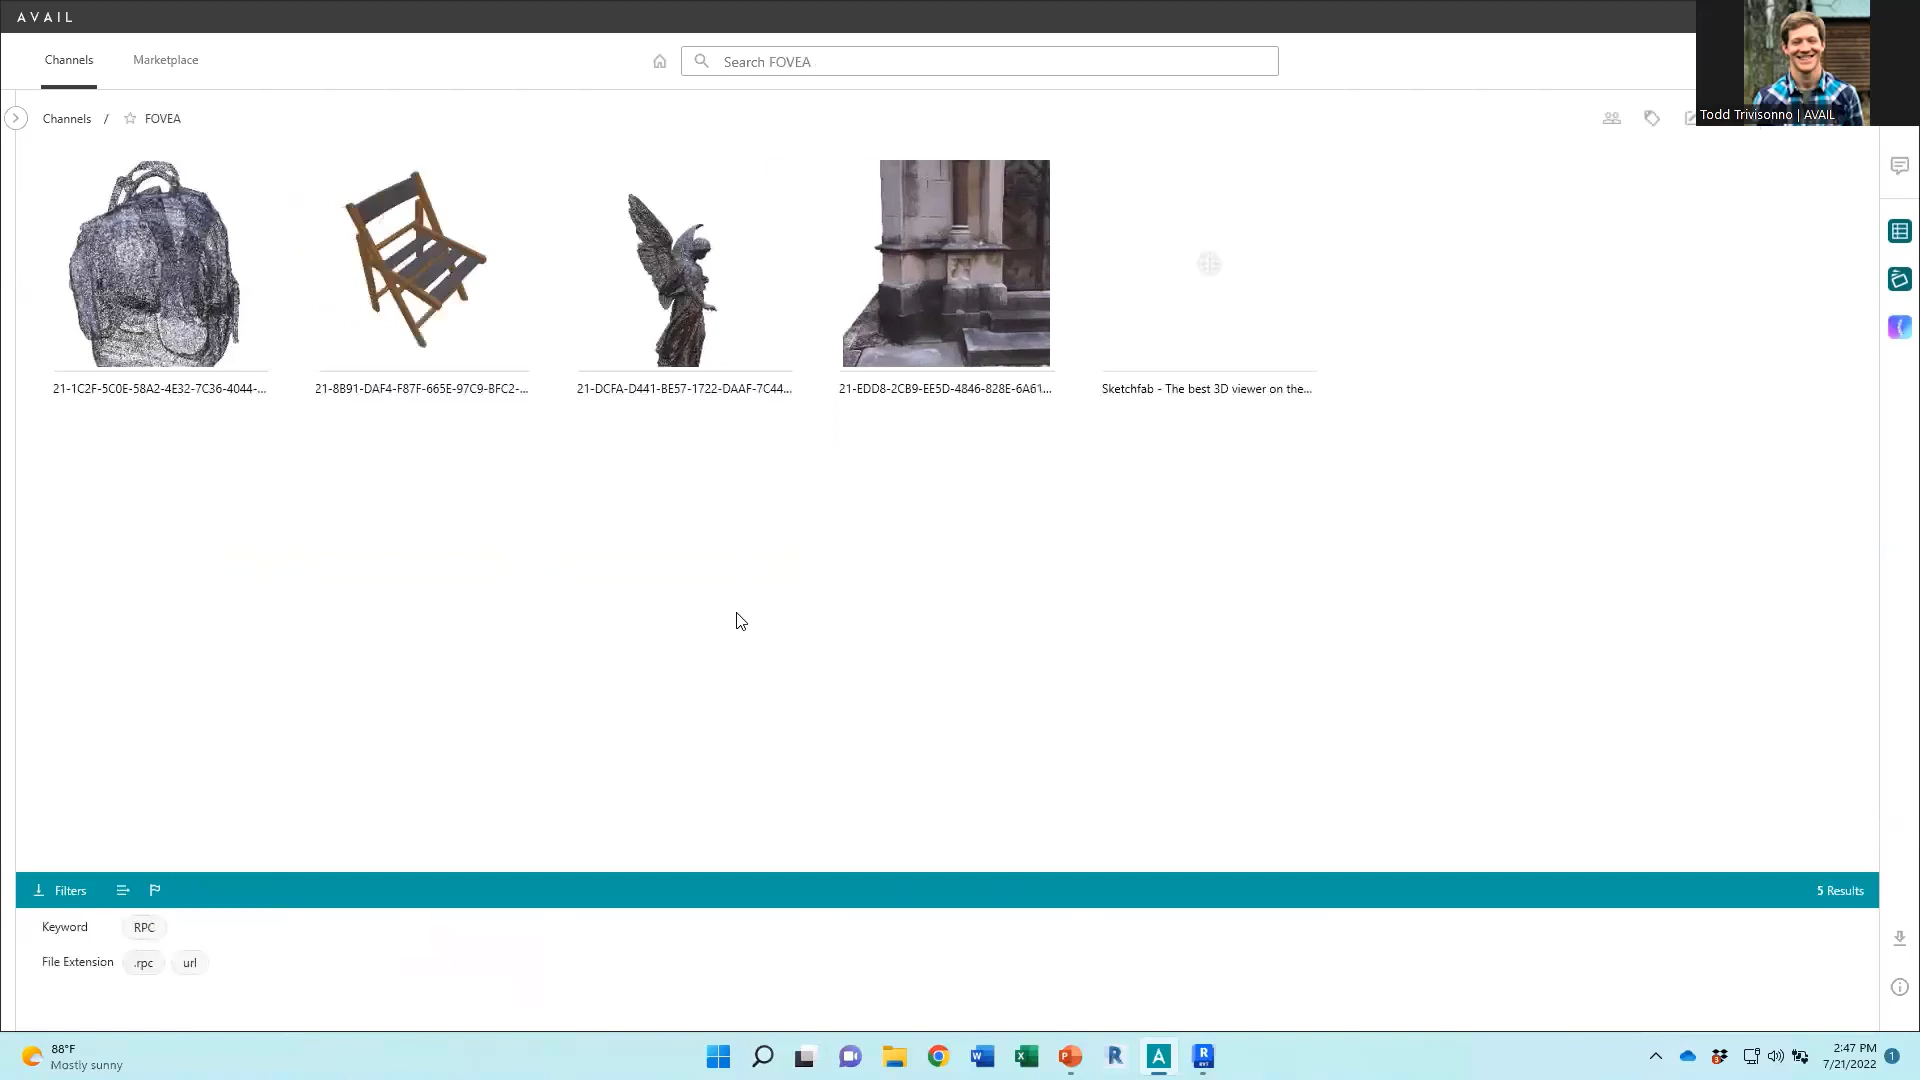 AVAIL
Channels
Marketplace
Search FOVEA
Channels / FOVEA
Todd Trivisonno | AVAIL
21-1C2F-5C0E-58A2-4E32-7C36-4044-...
21-8B91-DAF4-F87F-665E-97C9-BFC2-...
21-DCFA-D441-BE57-1722-DAAF-7C44...
21-EDD8-2CB9-EE5D-4846-828E-6A61...
Sketchfab - The best 3D viewer on the...
Filters
5 Results
Keyword RPC
File Extension .rpc url
88°F
Mostly sunny
2:47 PM
7/21/2022
1